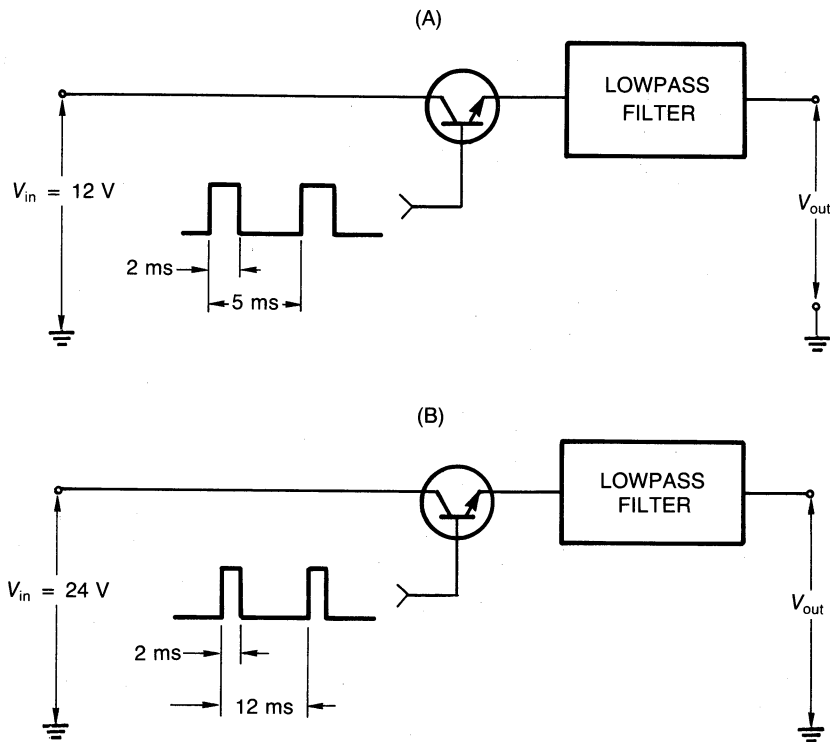 (A)
LOWPASS
FILTER
V_in = 12 V
V_out
2 ms
5 ms
(B)
LOWPASS
FILTER
V_in = 24 V
V_out
2 ms
12 ms